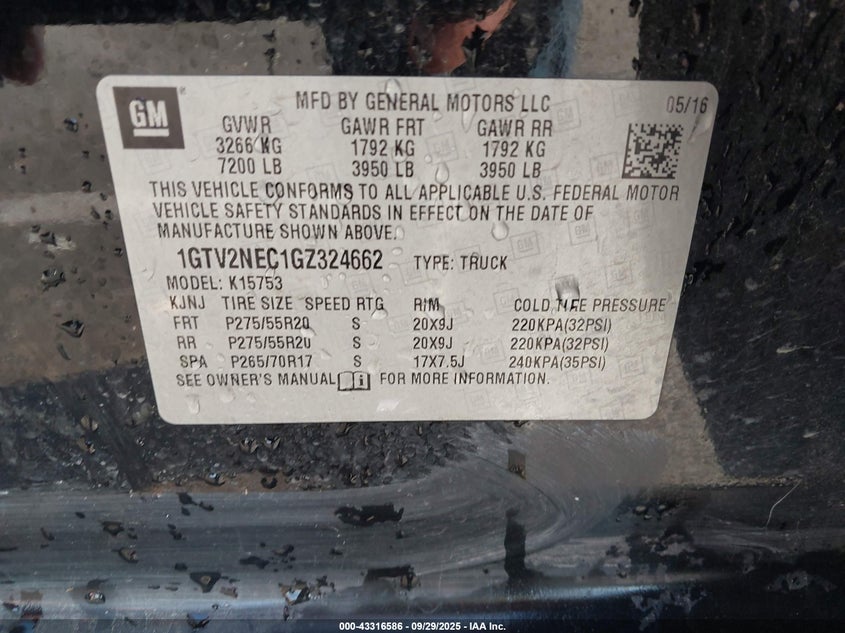 GM
MFD BY GENERAL MOTORS LLC 05/16
GVWR GAWR FRT GAWR RR
3266 KG 1792 KG 1792 KG
7200 LB 3950 LB 3950 LB
THIS VEHICLE CONFORMS TO ALL APPLICABLE U.S. FEDERAL MOTOR
VEHICLE SAFETY STANDARDS IN EFFECT ON THE DATE OF
MANUFACTURE SHOWN ABOVE.
1GTV2NEC1GZ324662 TYPE: TRUCK
MODEL: K15753
KJNJ TIRE SIZE SPEED RTG RIM COLD TIRE PRESSURE
FRT P275/55R20 S 20X9J 220KPA(32PSI)
RR P275/55R20 S 20X9J 220KPA(32PSI)
SPA P265/70R17 S 17X7.5J 240KPA(35PSI)
SEE OWNER'S MANUAL FOR MORE INFORMATION.
000-43316586 - 09/29/2025 - IAA Inc.